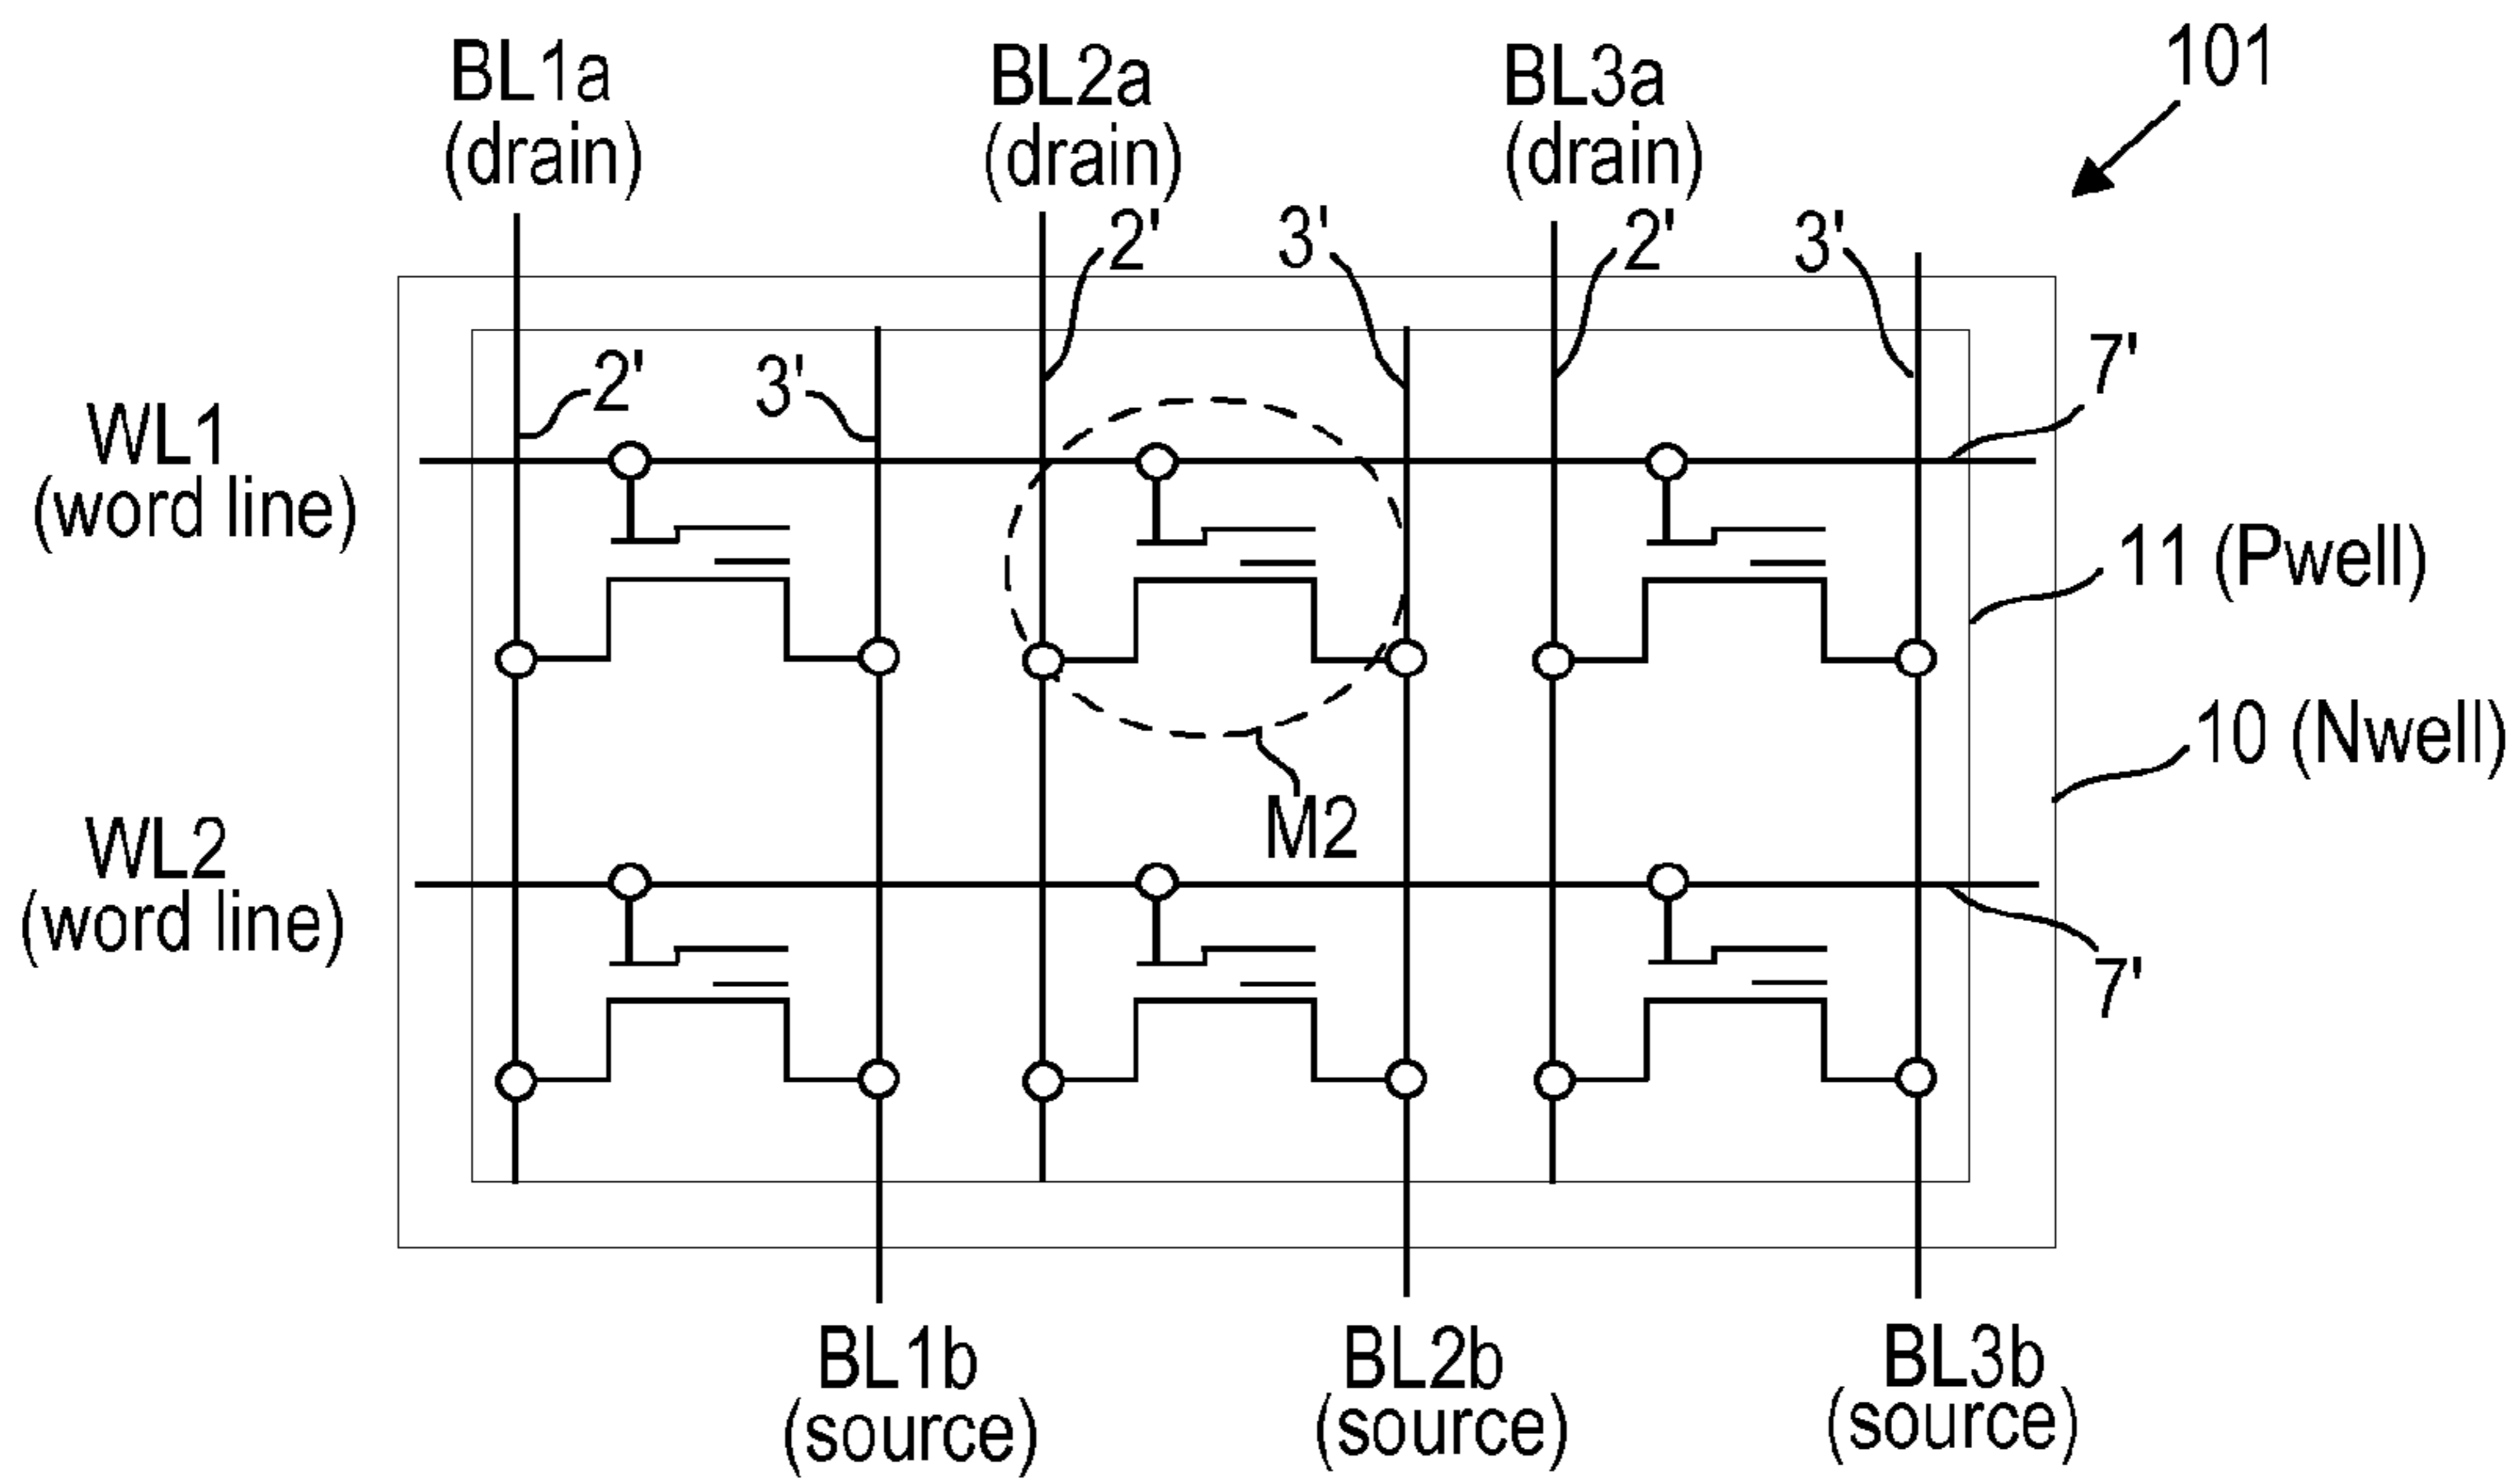 BL1a
(drain)
BL2a
(drain)
BL3a
(drain)
101
2'
3'
2'
3'
2'
3'
7'
WL1
(word line)
11 (Pwell)
10 (Nwell)
M2
WL2
(word line)
7'
BL1b
(source)
BL2b
(source)
BL3b
(source)